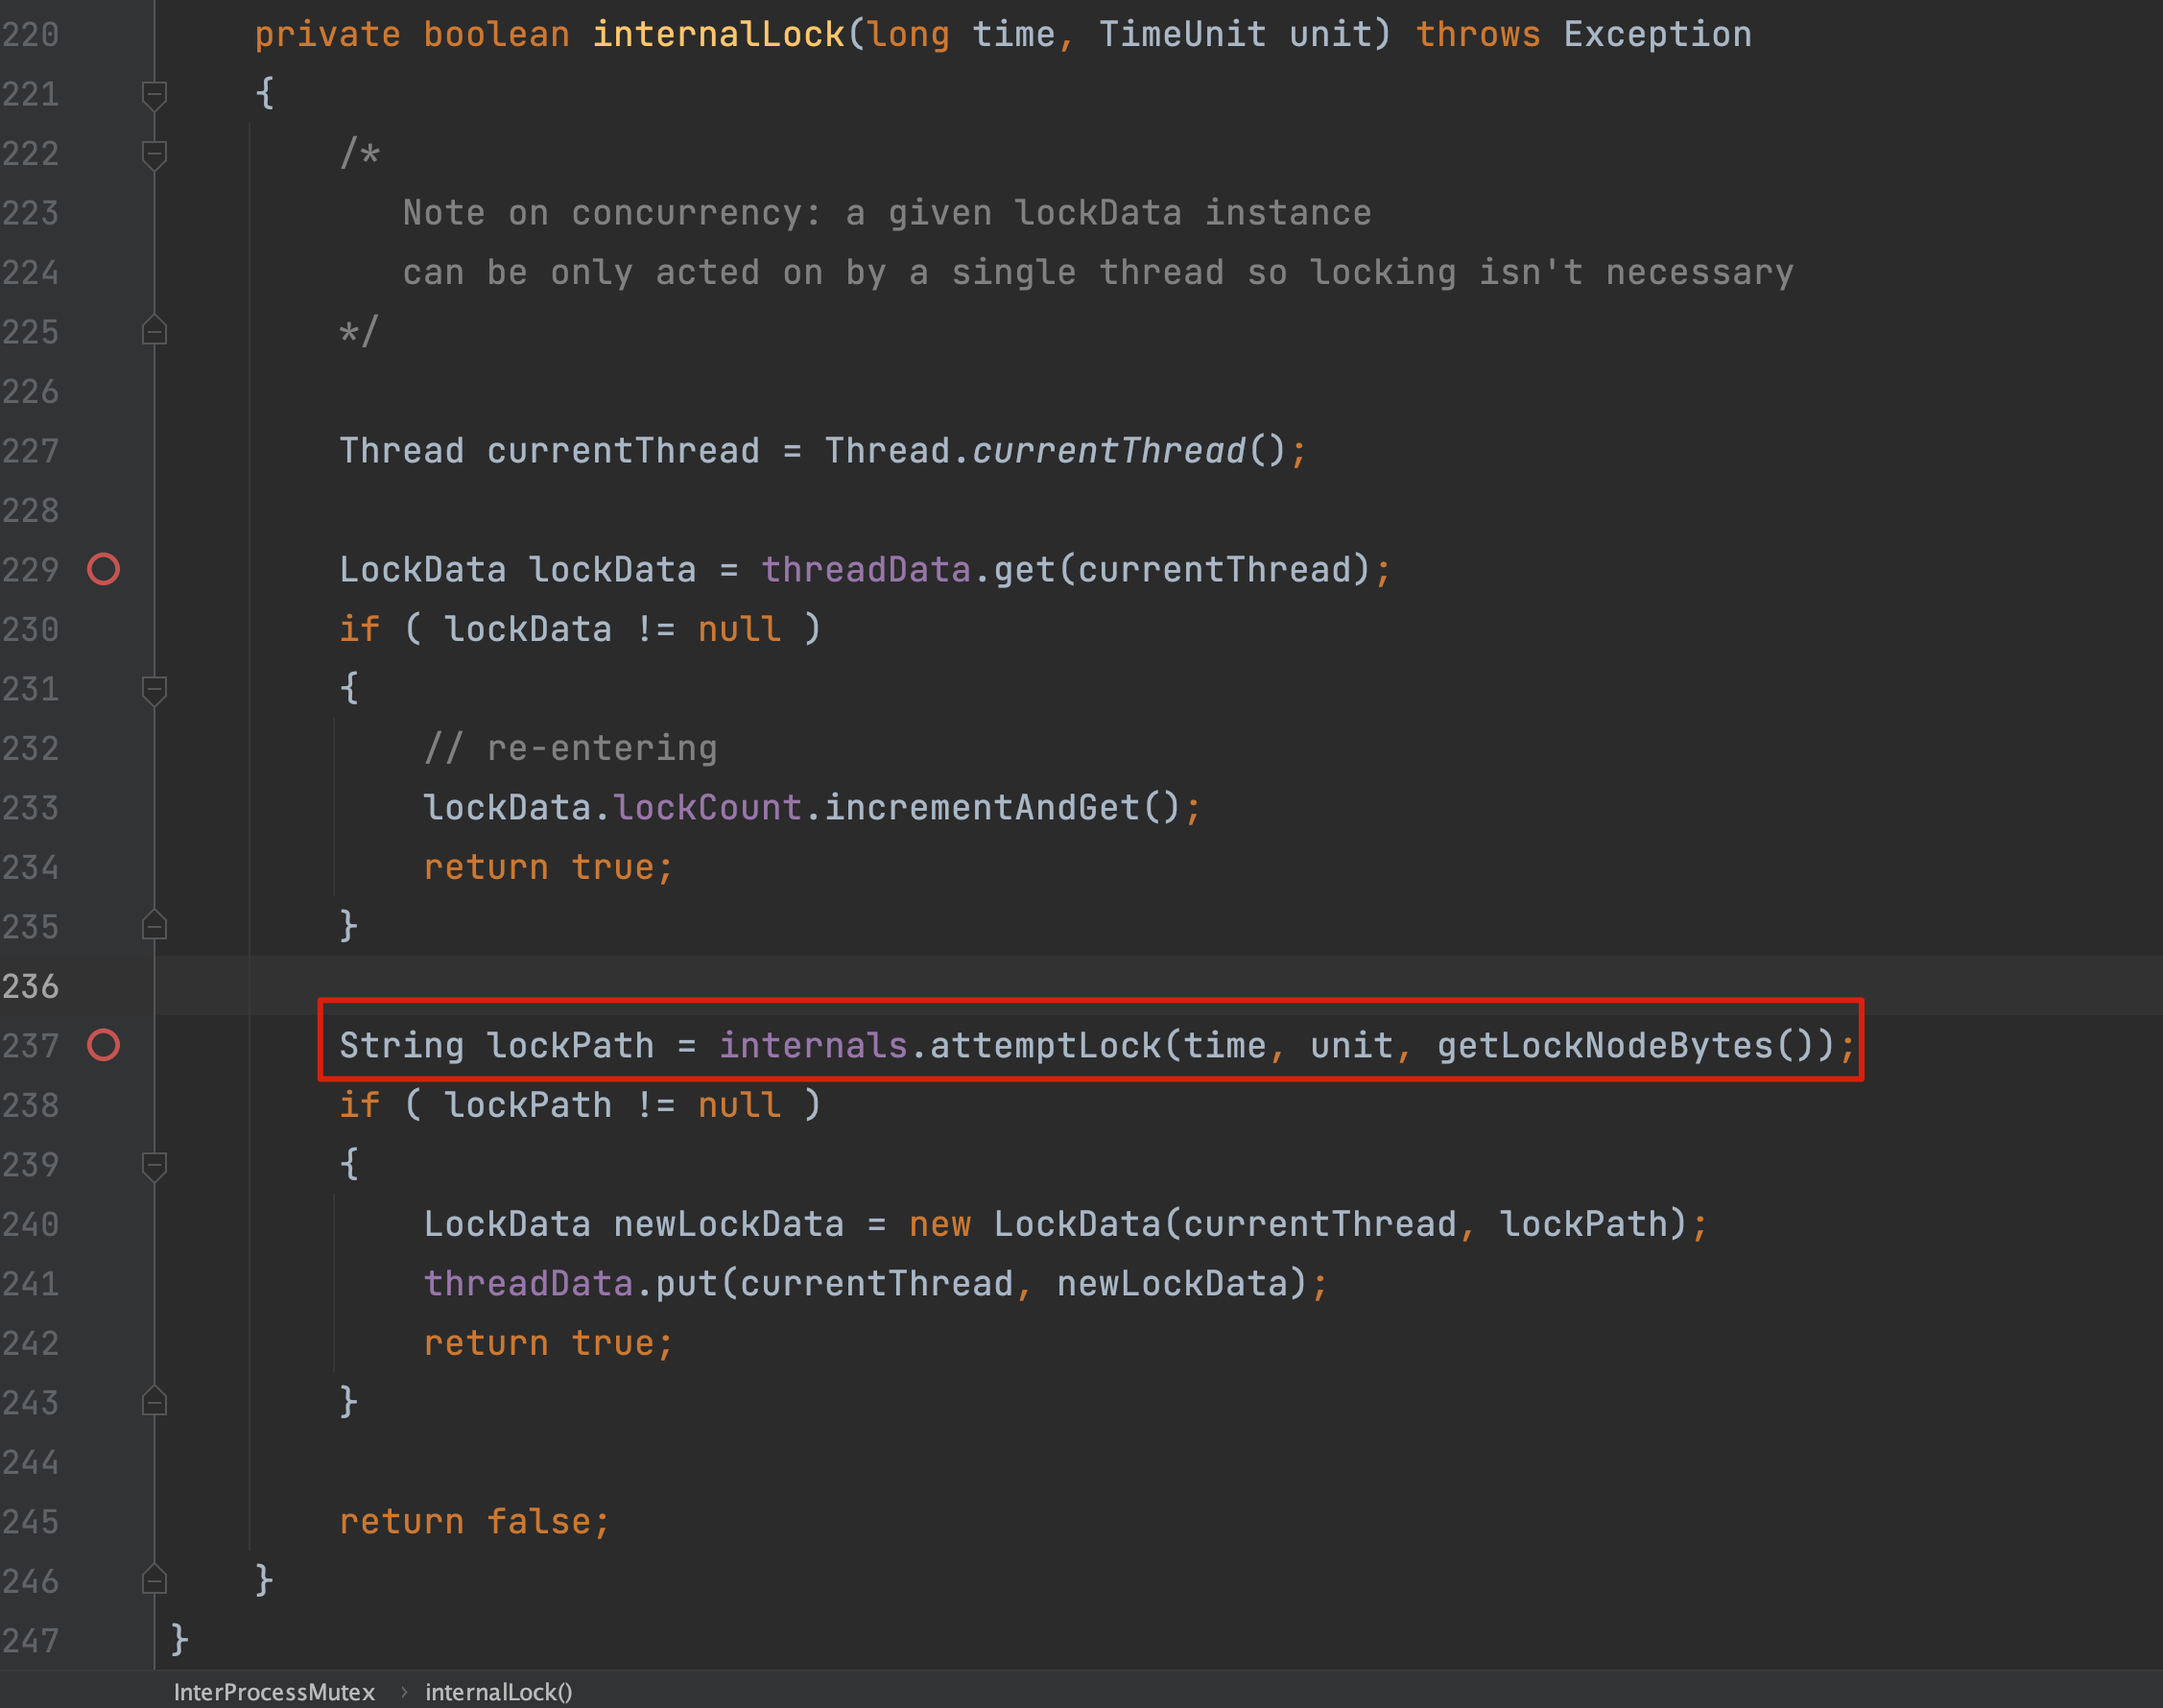 220 private boolean internalLock(long time, TimeUnit unit) throws Exception
221 {
222 /*
223 Note on concurrency: a given lockData instance
224 can be only acted on by a single thread so locking isn't necessary
225 */
226
227 Thread currentThread = Thread.currentThread();
228
229 LockData lockData = threadData.get(currentThread);
230 if ( lockData != null )
231 {
232 // re-entering
233 lockData.lockCount.incrementAndGet();
234 return true;
235 }
236
237 String lockPath = internals.attemptLock(time, unit, getLockNodeBytes());
238 if ( lockPath != null )
239 {
240 LockData newLockData = new LockData(currentThread, lockPath);
241 threadData.put(currentThread, newLockData);
242 return true;
243 }
244
245 return false;
246 }
247 }
InterProcessMutex › internalLock()